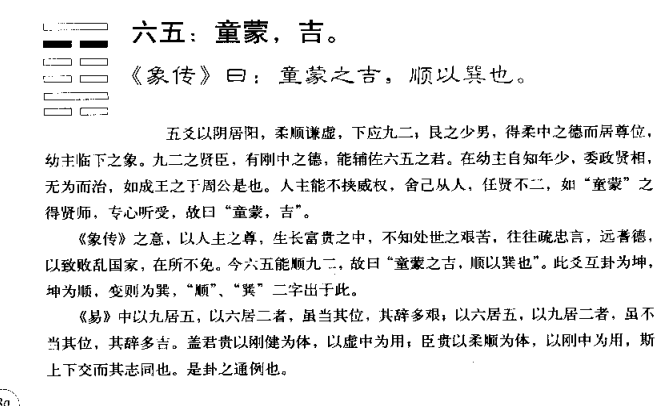 六五：童蒙，吉。
《象传》曰：童蒙之吉，顺以巽也。
五爻以阴居阳，柔顺谦虚，下应九二；艮之少男，得柔中之德而居尊位，
幼主临下之象。九二之贤臣，有刚中之德，能辅佐六五之君。在幼主自知年少，委政贤相，
无为而治，如成王之于周公是也。人主能不挟威权，舍己从人，任贤不二，如“童蒙”之
得贤师，专心听受，故曰“童蒙，吉”。
《象传》之意，以人主之尊，生长富贵之中，不知处世之艰苦，往往疏忠言，远耆德，
以致败乱国家，在所不免。今六五能顺九二，故曰“童蒙之吉，顺以巽也”。此爻互卦为坤，
坤为顺，变则为巽，“顺”、“巽”二字出于此。
《易》中以九居五，以六居二者，虽当其位，其辞多艰；以六居五，以九居二者，虽不
当其位，其辞多吉。盖君贵以刚健为体，以虚中为用；臣贵以柔顺为体，以刚中为用，斯
上下交而其志同也。是卦之通例也。